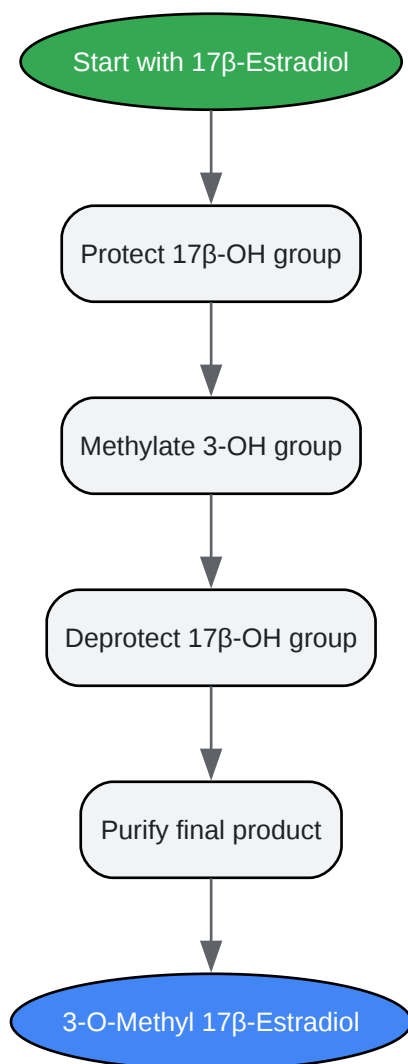 Start with 17β-Estradiol
Protect 17β-OH group
Methylate 3-OH group
Deprotect 17β-OH group
Purify final product
3-O-Methyl 17β-Estradiol